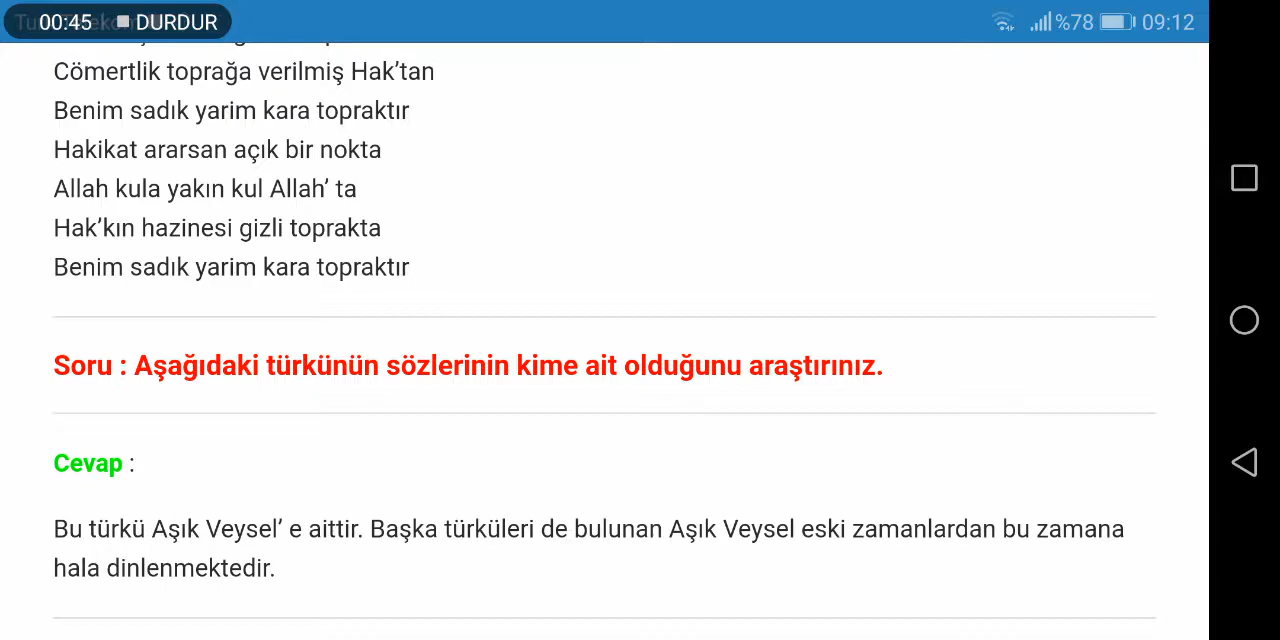 00:45 DURDUR %78 09:12
Cömertlik toprağa verilmiş Hak’tan
Benim sadık yarim kara topraktır
Hakikat ararsan açık bir nokta
Allah kula yakın kul Allah’ ta
Hak’kın hazinesi gizli toprakta
Benim sadık yarim kara topraktır
Soru : Aşağıdaki türkünün sözlerinin kime ait olduğunu araştırınız.
Cevap :
Bu türkü Aşık Veysel’ e aittir. Başka türküleri de bulunan Aşık Veysel eski zamanlardan bu zamana
hala dinlenmektedir.